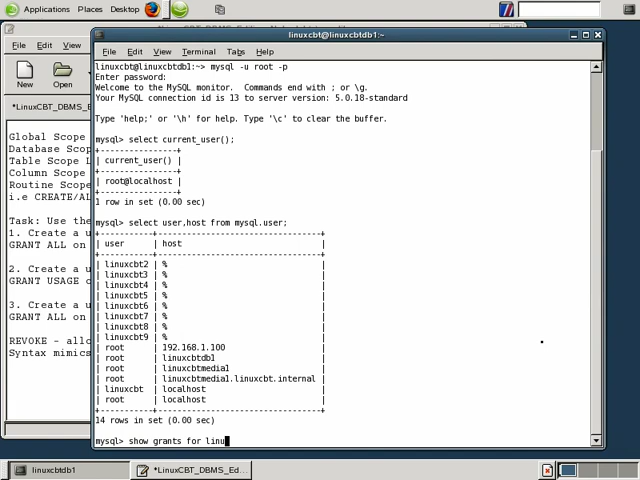 Applications Places Desktop
linuxcbt@linuxcbtdb1:~
File Edit View
File Edit View Terminal Tabs Help
New Open
*LinuxCBT_DBMS_E
Global Scope
Database Scop
Table Scope L
Column Scope
Routine Scope
i.e CREATE/AL
Task: Use the
1. Create a u
GRANT ALL on
2. Create a u
GRANT USAGE o
3. Create a u
GRANT ALL on
REVOKE - allo
Syntax mimics
linuxcbt@linuxcbtdb1:~> mysql -u root -p
Enter password:
Welcome to the MySQL monitor. Commands end with ; or \g.
Your MySQL connection id is 13 to server version: 5.0.18-standard
Type 'help;' or '\h' for help. Type '\c' to clear the buffer.
mysql> select current_user();
+----------------+
| current_user() |
+----------------+
| root@localhost |
+----------------+
1 row in set (0.00 sec)
mysql> select user,host from mysql.user;
+-----------+------------------------------+
| user | host |
+-----------+------------------------------+
| linuxcbt2 | % |
| linuxcbt3 | % |
| linuxcbt4 | % |
| linuxcbt5 | % |
| linuxcbt6 | % |
| linuxcbt7 | % |
| linuxcbt8 | % |
| linuxcbt9 | % |
| root | 192.168.1.100 |
| root | linuxcbtdb1 |
| root | linuxcbtmedia1 |
| root | linuxcbtmedia1.linuxcbt.internal |
| linuxcbt | localhost |
| root | localhost |
+-----------+------------------------------+
14 rows in set (0.00 sec)
mysql> show grants for linu
linuxcbtdb1
*LinuxCBT_DBMS_Ed...